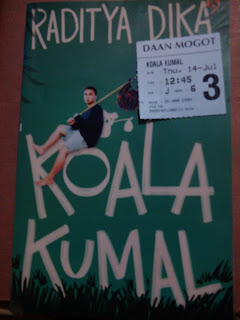 RADITYA DIKA
DAAN MOGOT
KOALA KUMAL
Thu, 14-Jul
12:45
J 6
3
KOALA
KUMAL